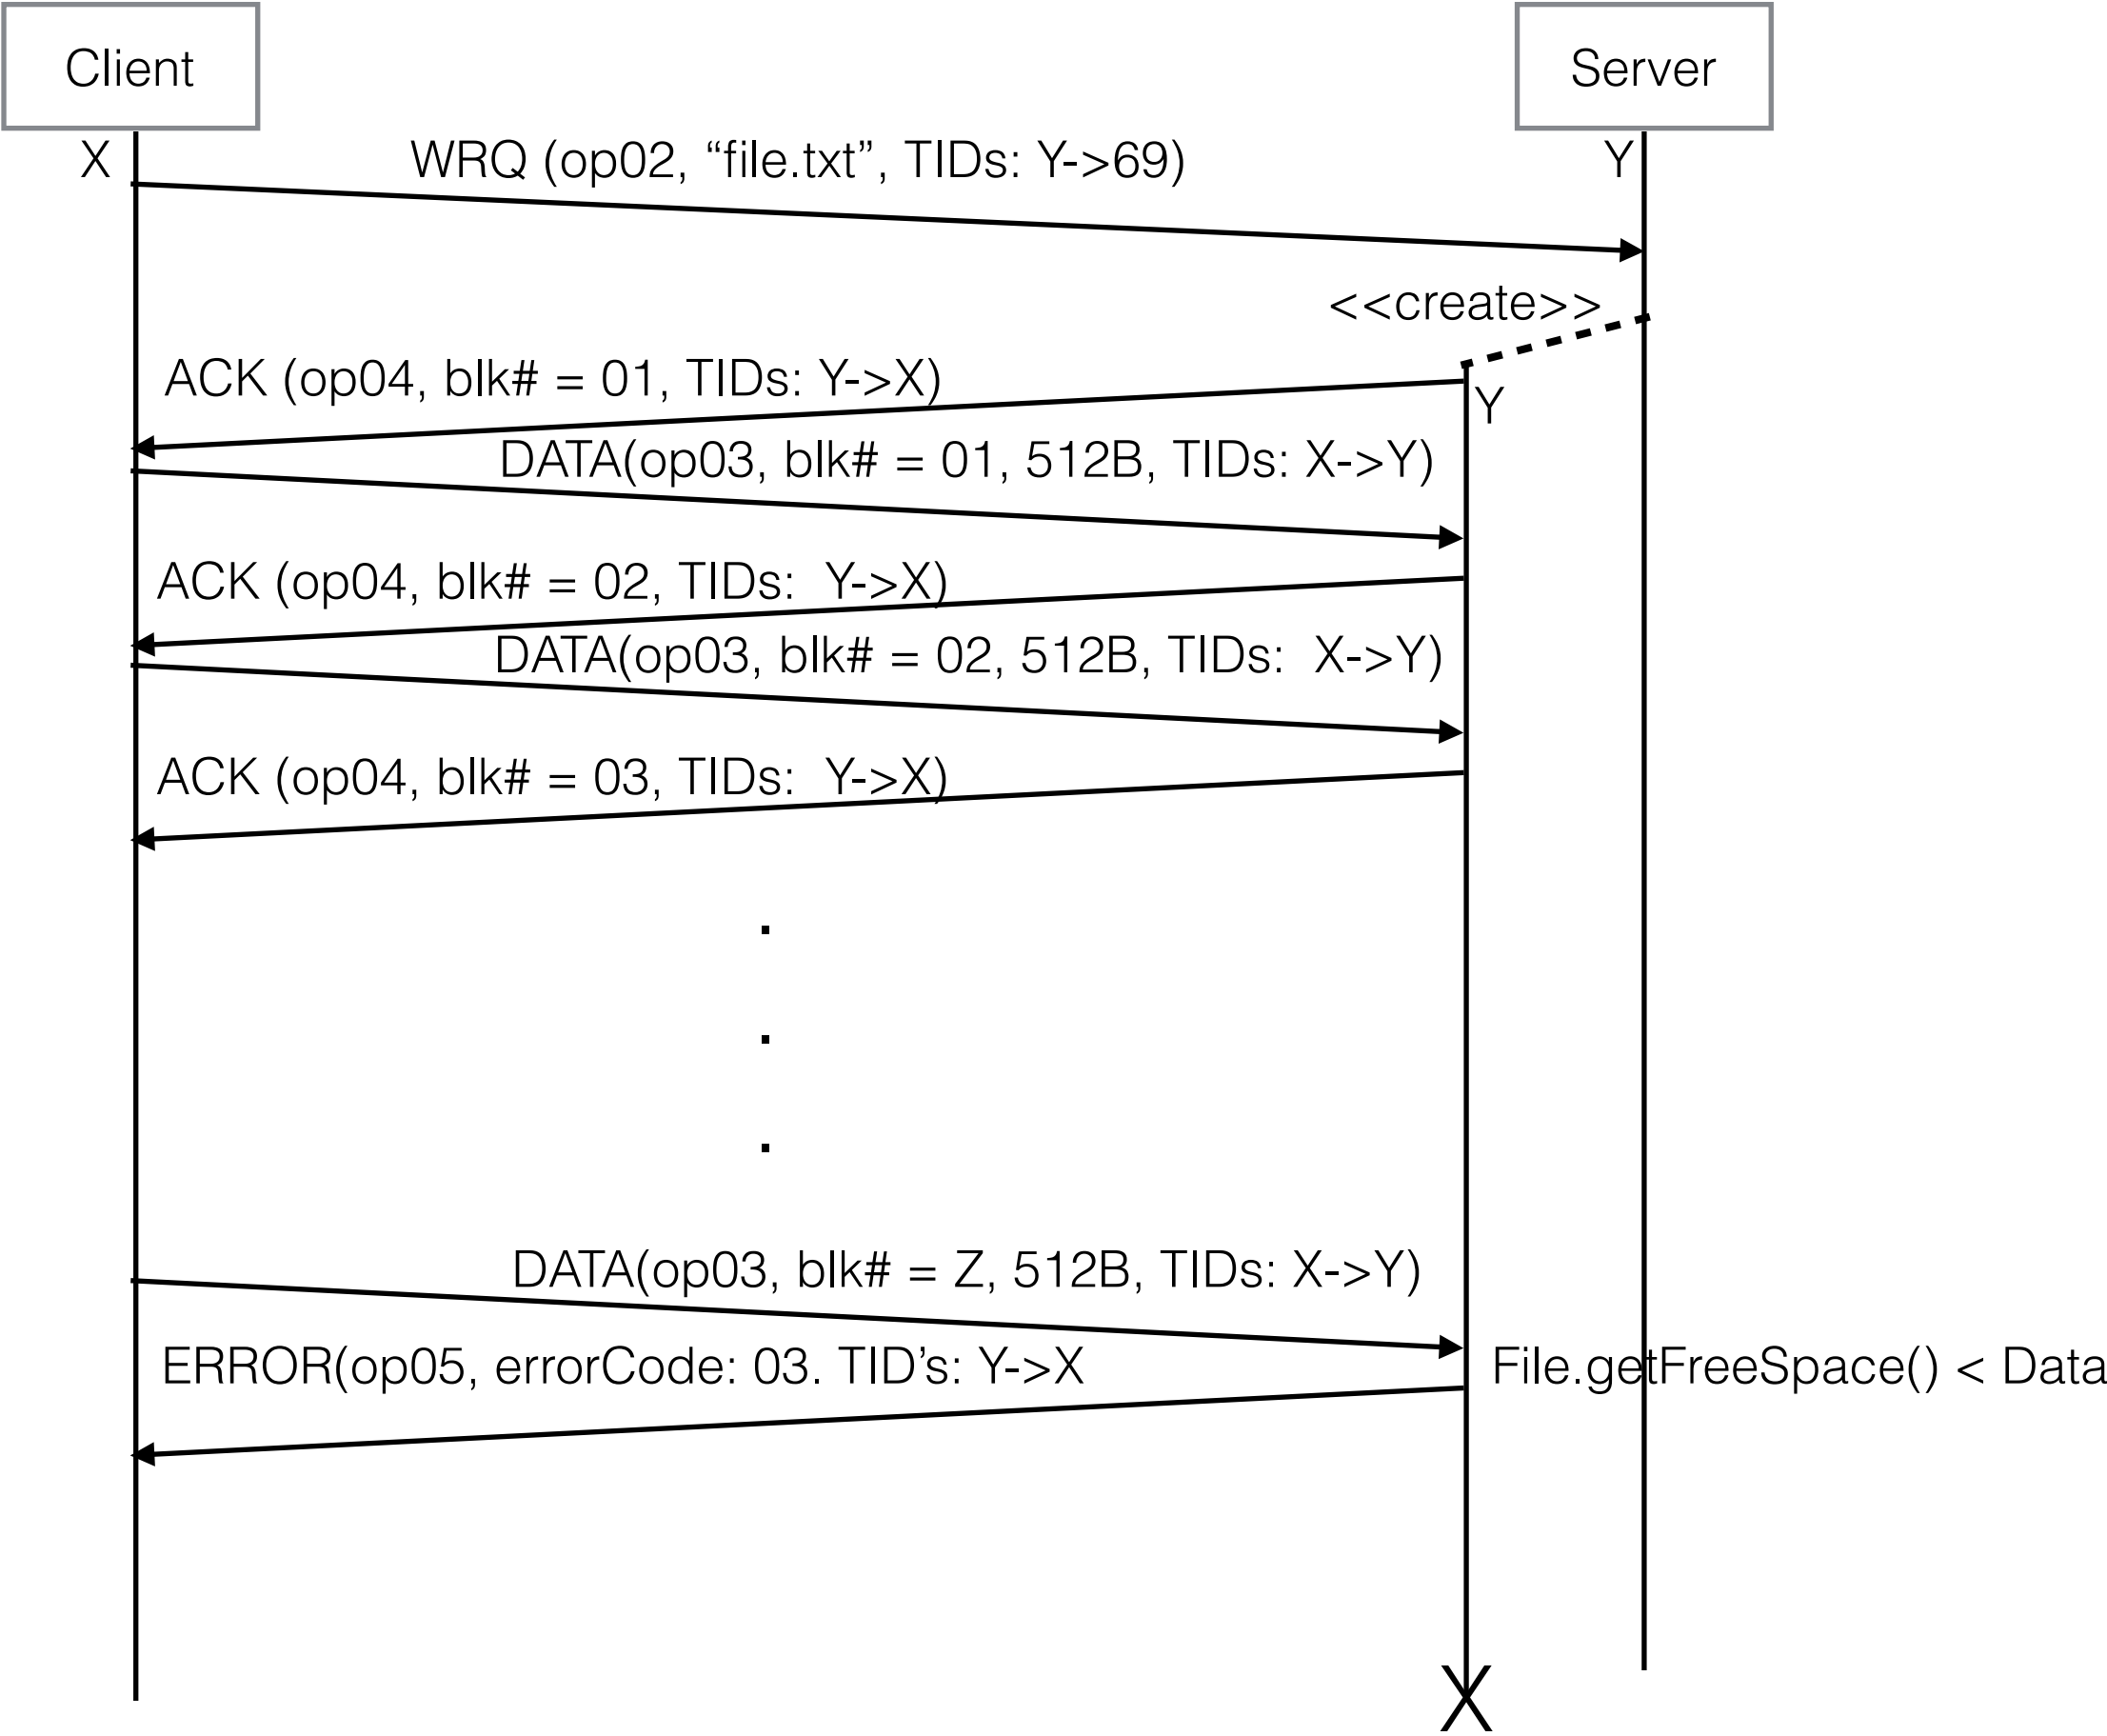 Client
Server
X
WRQ (op02, “file.txt”, TIDs: Y->69)
Y
<<create>>
ACK (op04, blk# = 01, TIDs: Y->X)
Y
DATA(op03, blk# = 01, 512B, TIDs: X->Y)
ACK (op04, blk# = 02, TIDs:  Y->X)
DATA(op03, blk# = 02, 512B, TIDs:  X->Y)
ACK (op04, blk# = 03, TIDs:  Y->X)
.
.
.
DATA(op03, blk# = Z, 512B, TIDs: X->Y)
ERROR(op05, errorCode: 03. TID’s: Y->X
File.getFreeSpace() < Data
X